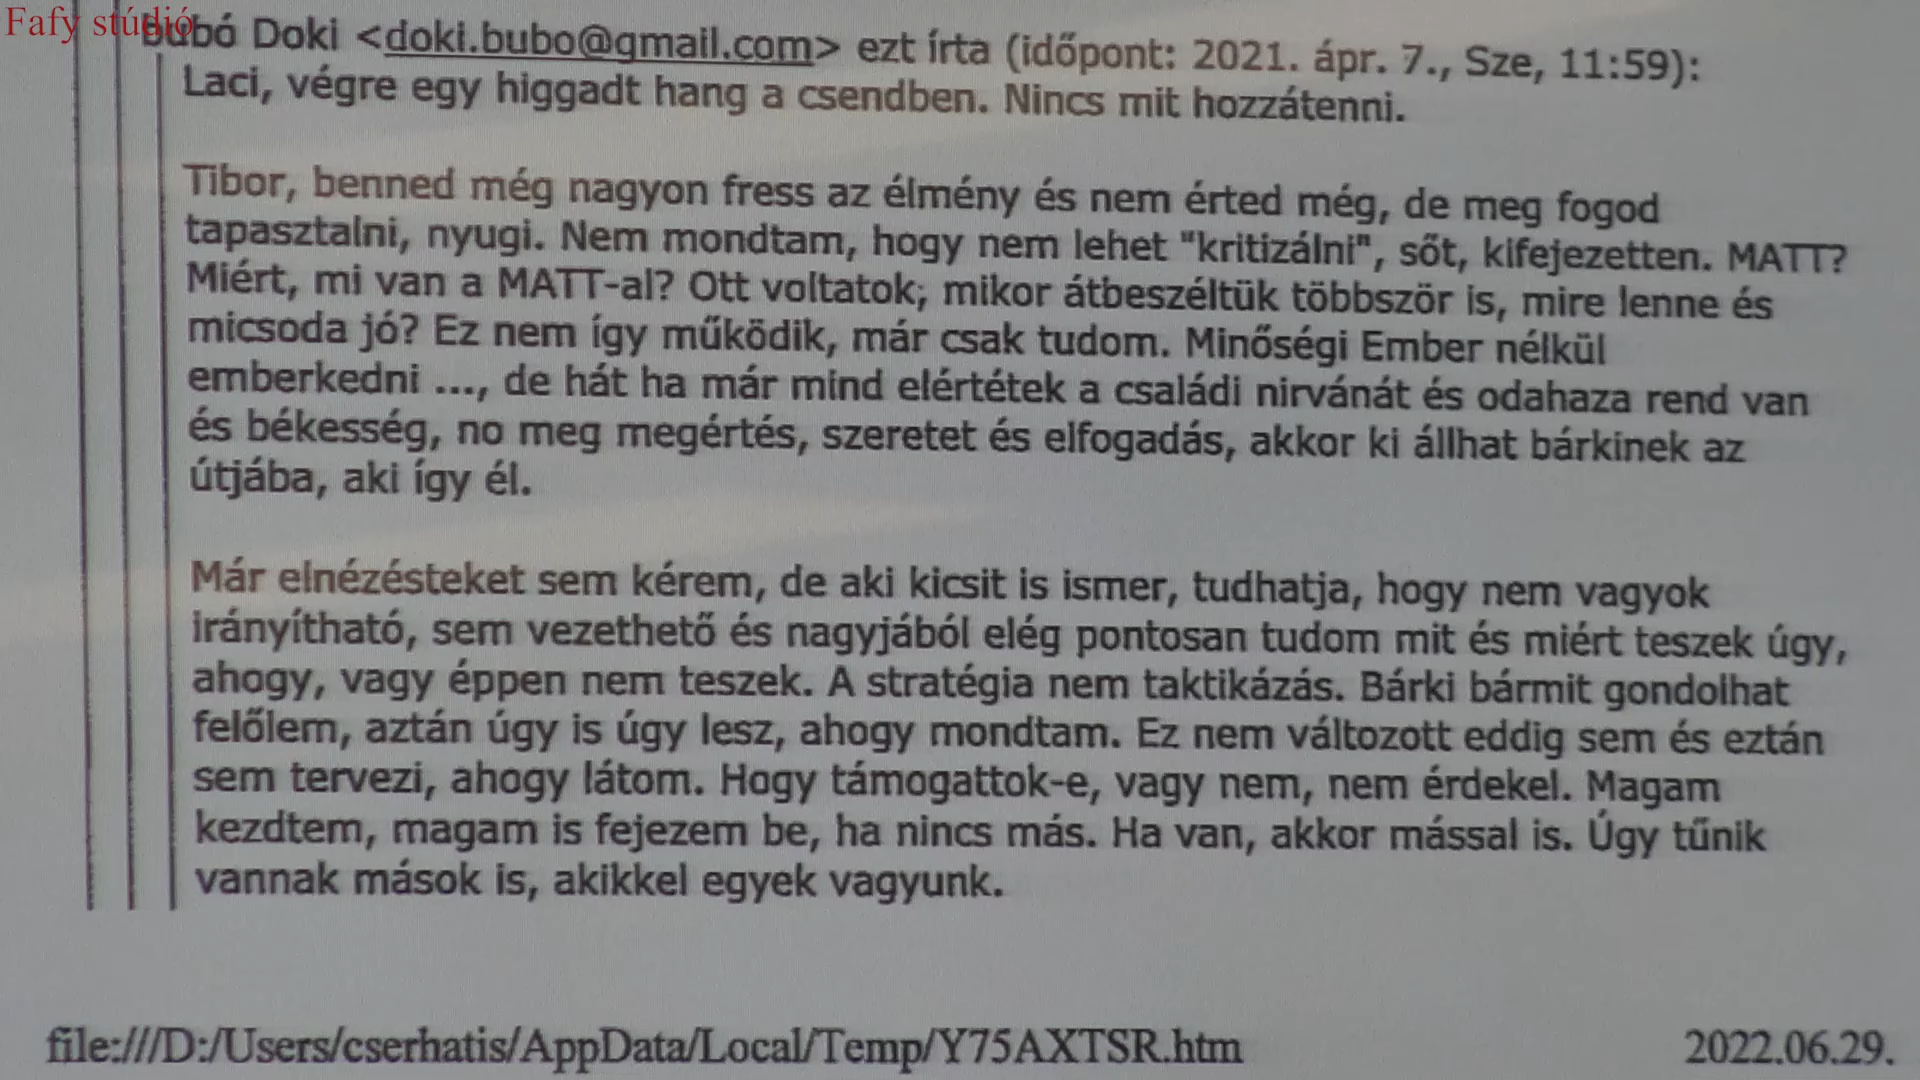 Fafy stúdió
Bubó Doki <doki.bubo@gmail.com> ezt írta (időpont: 2021. ápr. 7., Sze, 11:59):
Laci, végre egy higgadt hang a csendben. Nincs mit hozzátenni.
Tibor, benned még nagyon fress az élmény és nem érted még, de meg fogod
tapasztalni, nyugi. Nem mondtam, hogy nem lehet "kritizálni", sőt, kifejezetten. MATT?
Miért, mi van a MATT-al? Ott voltatok, mikor átbeszéltük többször is, mire lenne és
micsoda jó? Ez nem így működik, már csak tudom. Minőségi Ember nélkül
emberkedni ..., de hát ha már mind elértétek a családi nirvánát és odahaza rend van
és békesség, no meg megértés, szeretet és elfogadás, akkor ki állhat bárkinek az
útjába, aki így él.
Már elnézésteket sem kérem, de aki kicsit is ismer, tudhatja, hogy nem vagyok
irányítható, sem vezethető és nagyjából elég pontosan tudom mit és miért teszek úgy,
ahogy, vagy éppen nem teszek. A stratégia nem taktikázás. Bárki bármit gondolhat
felőlem, aztán úgy is úgy lesz, ahogy mondtam. Ez nem változott eddig sem és eztán
sem tervezi, ahogy látom. Hogy támogattok-e, vagy nem, nem érdekel. Magam
kezdtem, magam is fejezem be, ha nincs más. Ha van, akkor mással is. Úgy tűnik
vannak mások is, akikkel egyek vagyunk.
file:///D:/Users/cserhatis/AppData/Local/Temp/Y75AXTSR.htm
2022.06.29.